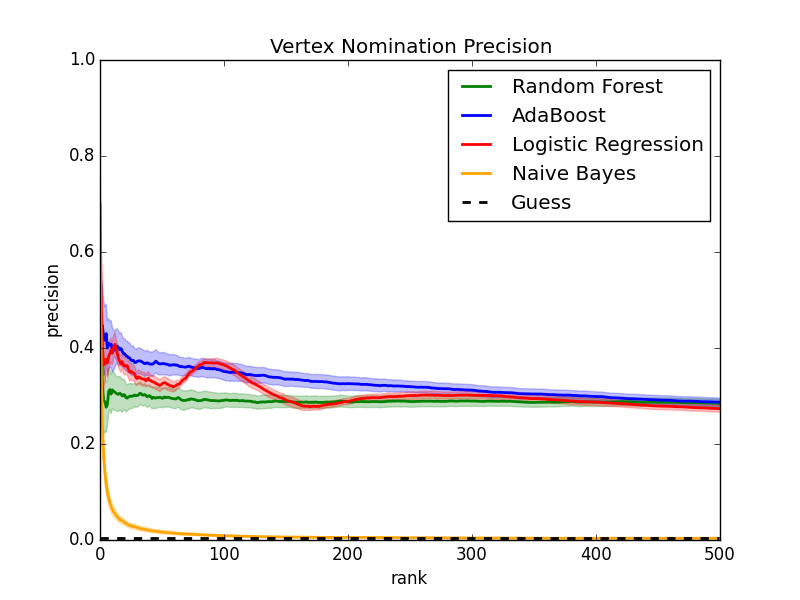 Vertex Nomination Precision
1.0
0.8
0.6
0.4
0.2
0.0
precision
Random Forest
AdaBoost
Logistic Regression
Naive Bayes
Guess
0 100 200 300 400 500
rank